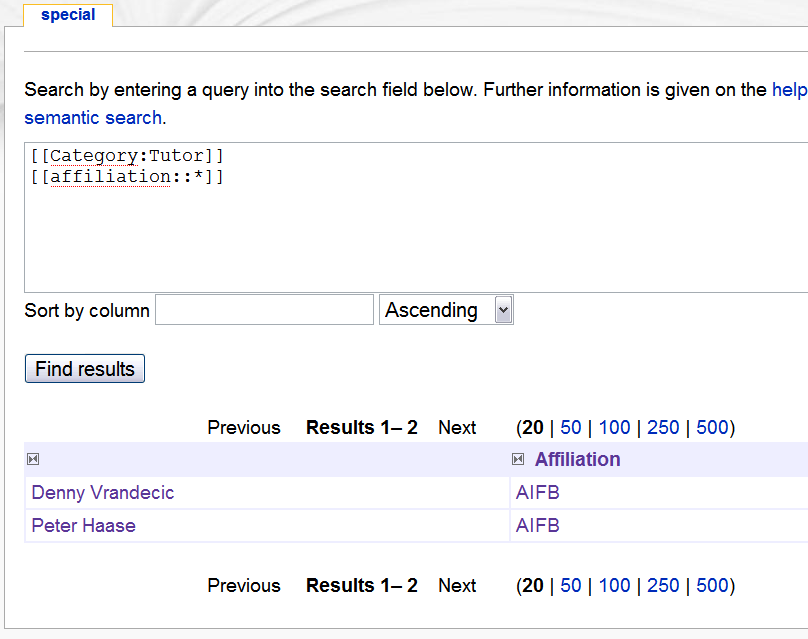 special
Search by entering a query into the search field below. Further information is given on the help
semantic search.
[[Category:Tutor]]
[[affiliation::*]]
Sort by column Ascending
Find results
Previous Results 1– 2 Next (20 | 50 | 100 | 250 | 500)
Affiliation
Denny Vrandecic AIFB
Peter Haase AIFB
Previous Results 1– 2 Next (20 | 50 | 100 | 250 | 500)